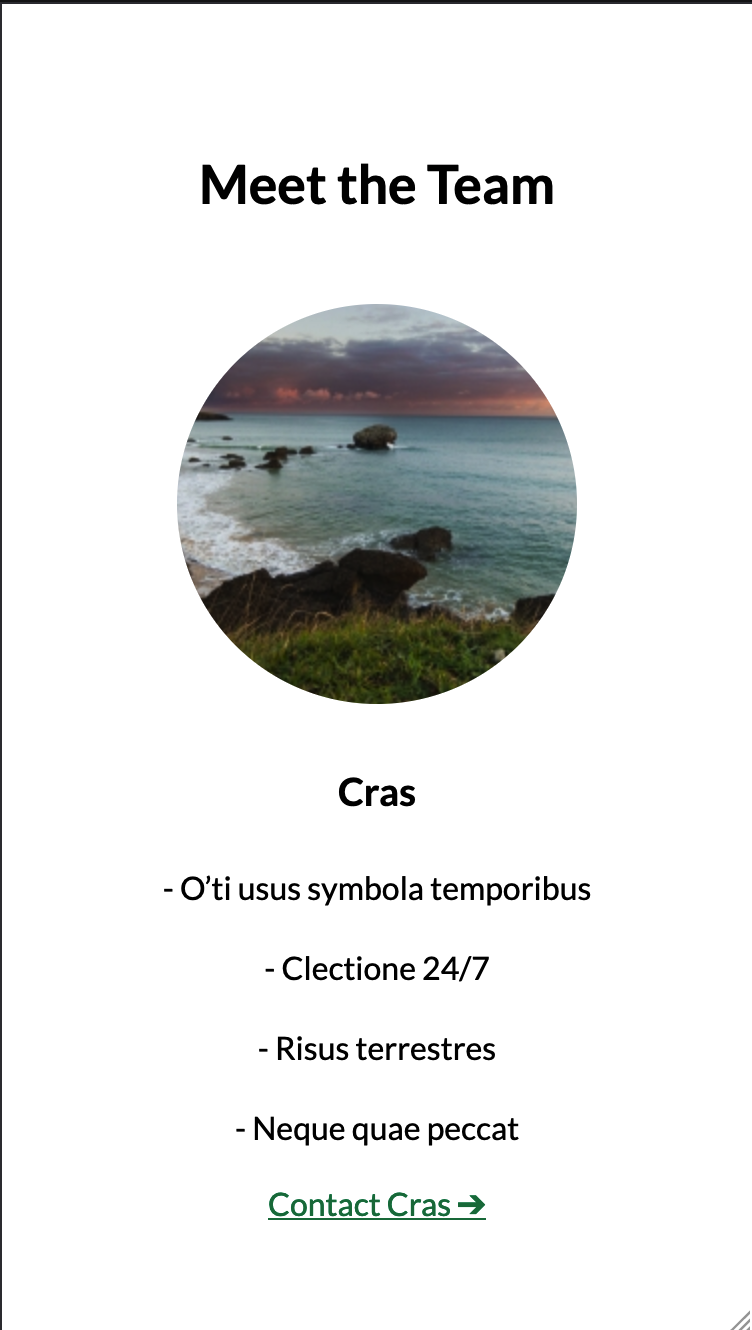 Meet the Team
Cras
- O’ti usus symbola temporibus
- Clectione 24/7
- Risus terrestres
- Neque quae peccat
Contact Cras ➔